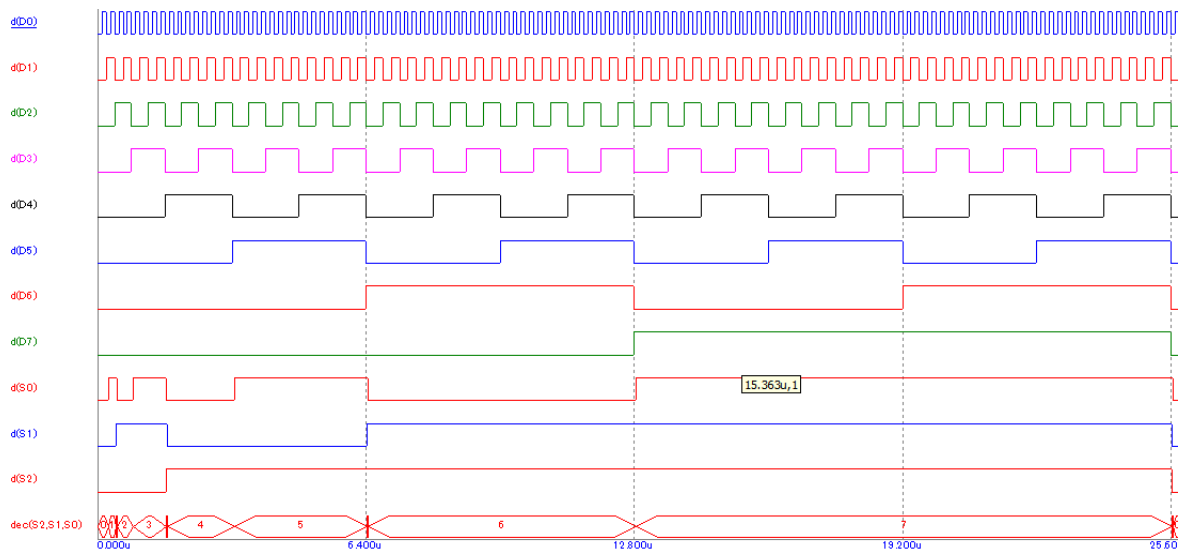 d(D0)
d(D1)
d(D2)
d(D3)
d(D4)
d(D5)
d(D6)
d(D7)
d(S0)
15.363u,1
d(S1)
d(S2)
dec(S2,S1,S0) 0 1 2 3 4 5 6 7
0.000u 6.400u 12.800u 19.200u 25.60